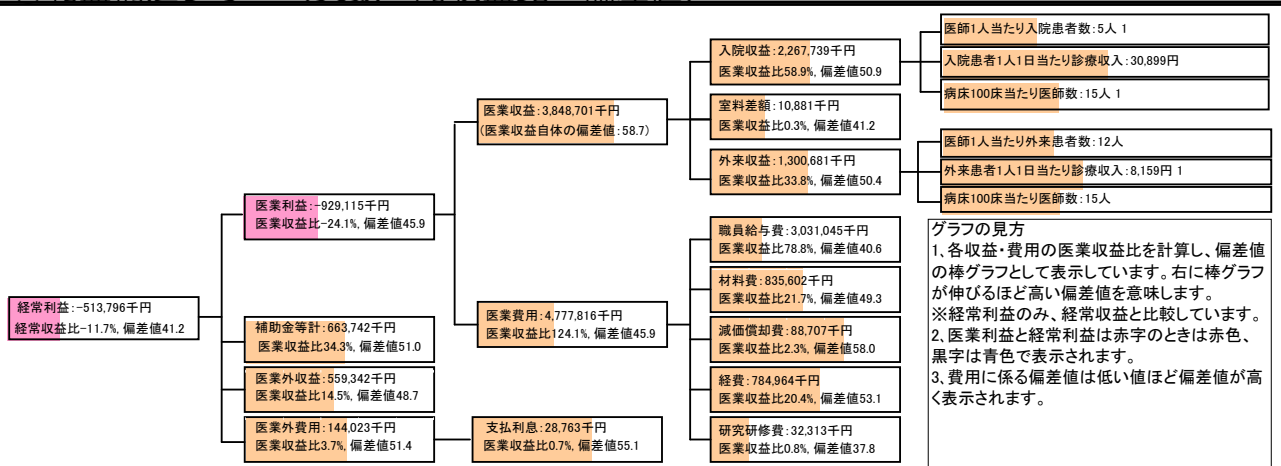 経常利益:-513,796千円
経常収益比-11.7%, 偏差値41.2
医業利益:-929,115千円
医業収益比-24.1%, 偏差値45.9
補助金等計:663,742千円
医業収益比34.3%, 偏差値51.0
医業外収益:559,342千円
医業収益比14.5%, 偏差値48.7
医業外費用:144,023千円
医業収益比3.7%, 偏差値51.4
支払利息:28,763千円
医業収益比0.7%, 偏差値55.1
医業収益:3,848,701千円
(医業収益自体の偏差値:58.7)
医業費用:4,777,816千円
医業収益比124.1%, 偏差値45.9
入院収益:2,267,739千円
医業収益比58.9%, 偏差値50.9
室料差額:10,881千円
医業収益比0.3%, 偏差値41.2
外来収益:1,300,681千円
医業収益比33.8%, 偏差値50.4
職員給与費:3,031,045千円
医業収益比78.8%, 偏差値40.6
材料費:835,602千円
医業収益比21.7%, 偏差値49.3
減価償却費:88,707千円
医業収益比2.3%, 偏差値58.0
経費:784,964千円
医業収益比20.4%, 偏差値53.1
研究研修費:32,313千円
医業収益比0.8%, 偏差値37.8
医師1人当たり入院患者数:5人 1
入院患者1人1日当たり診療収入:30,899円
病床100床当たり医師数:15人 1
医師1人当たり外来患者数:12人
外来患者1人1日当たり診療収入:8,159円 1
病床100床当たり医師数:15人
グラフの見方
1、各収益・費用の医業収益比を計算し、偏差値
の棒グラフとして表示しています。右に棒グラフ
が伸びるほど高い偏差値を意味します。
※経常利益のみ、経常収益と比較しています。
2、医業利益と経常利益は赤字のときは赤色、
黒字は青色で表示されます。
3、費用に係る偏差値は低い値ほど偏差値が高
く表示されます。